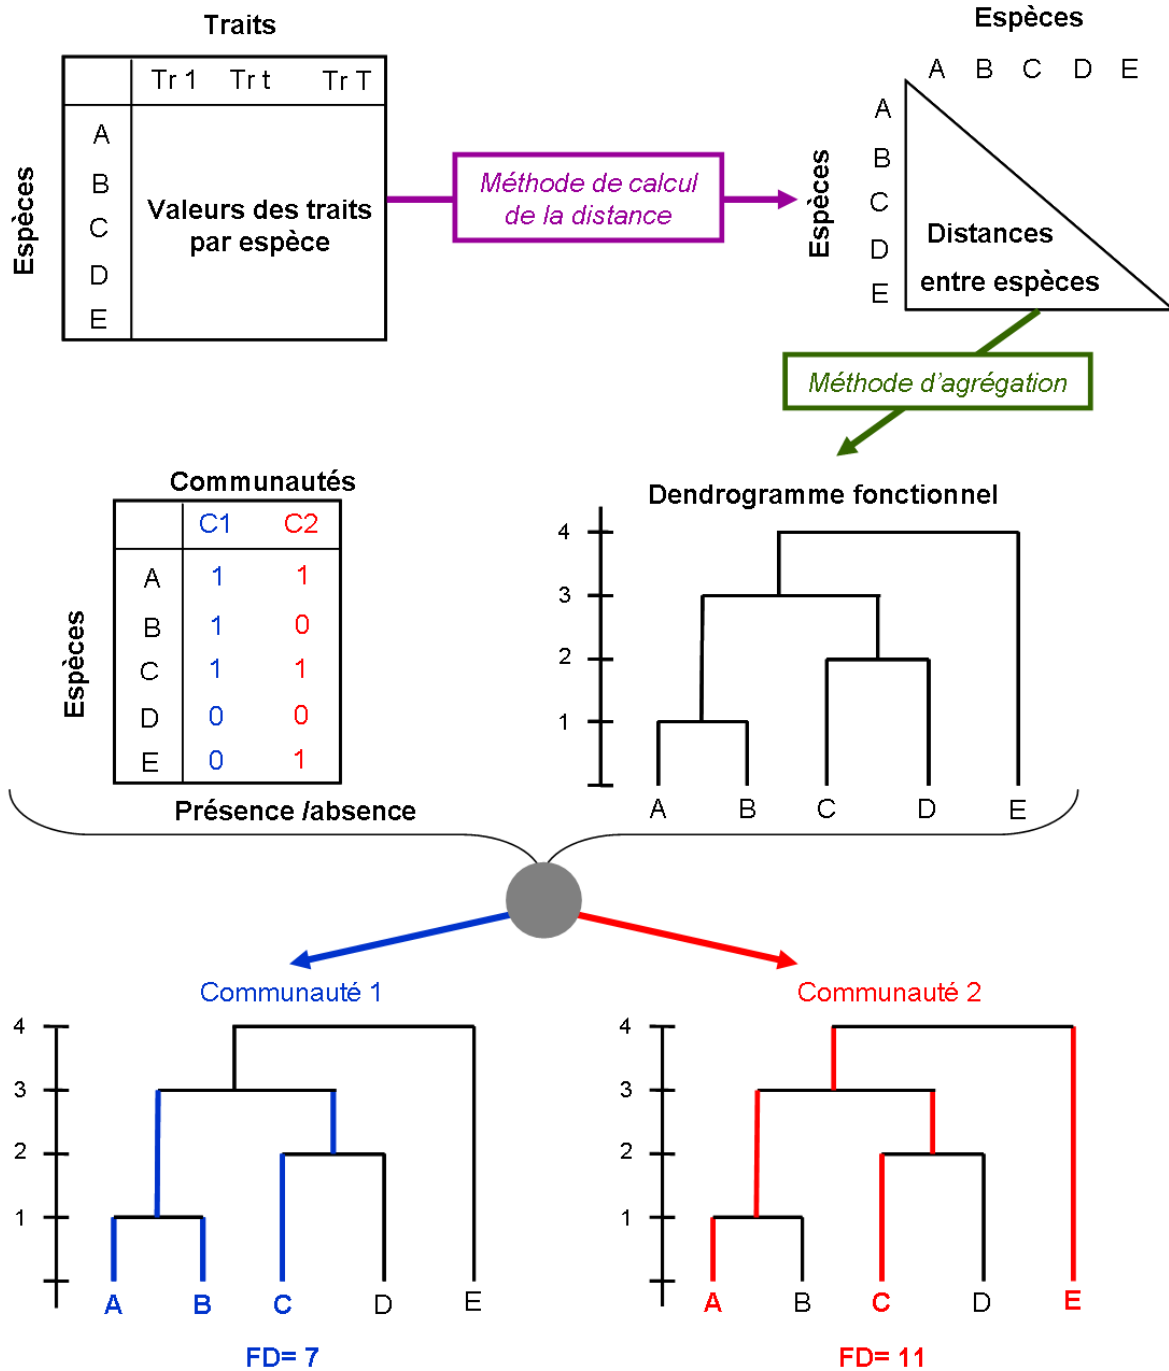 Traits
Tr 1 Tr t Tr T
Espèces
A
B
C
D
E
Valeurs des traits
par espèce
Méthode de calcul
de la distance
Espèces
A B C D E
Espèces
A
B
C
D
E
Distances
entre espèces
Méthode d'agrégation
Communautés
C1 C2
Espèces
A 1 1
B 1 0
C 1 1
D 0 0
E 0 1
Présence /absence
Dendrogramme fonctionnel
4
3
2
1
A B C D E
Communauté 1
4
3
2
1
A B C D E
FD= 7
Communauté 2
4
3
2
1
A B C D E
FD= 11